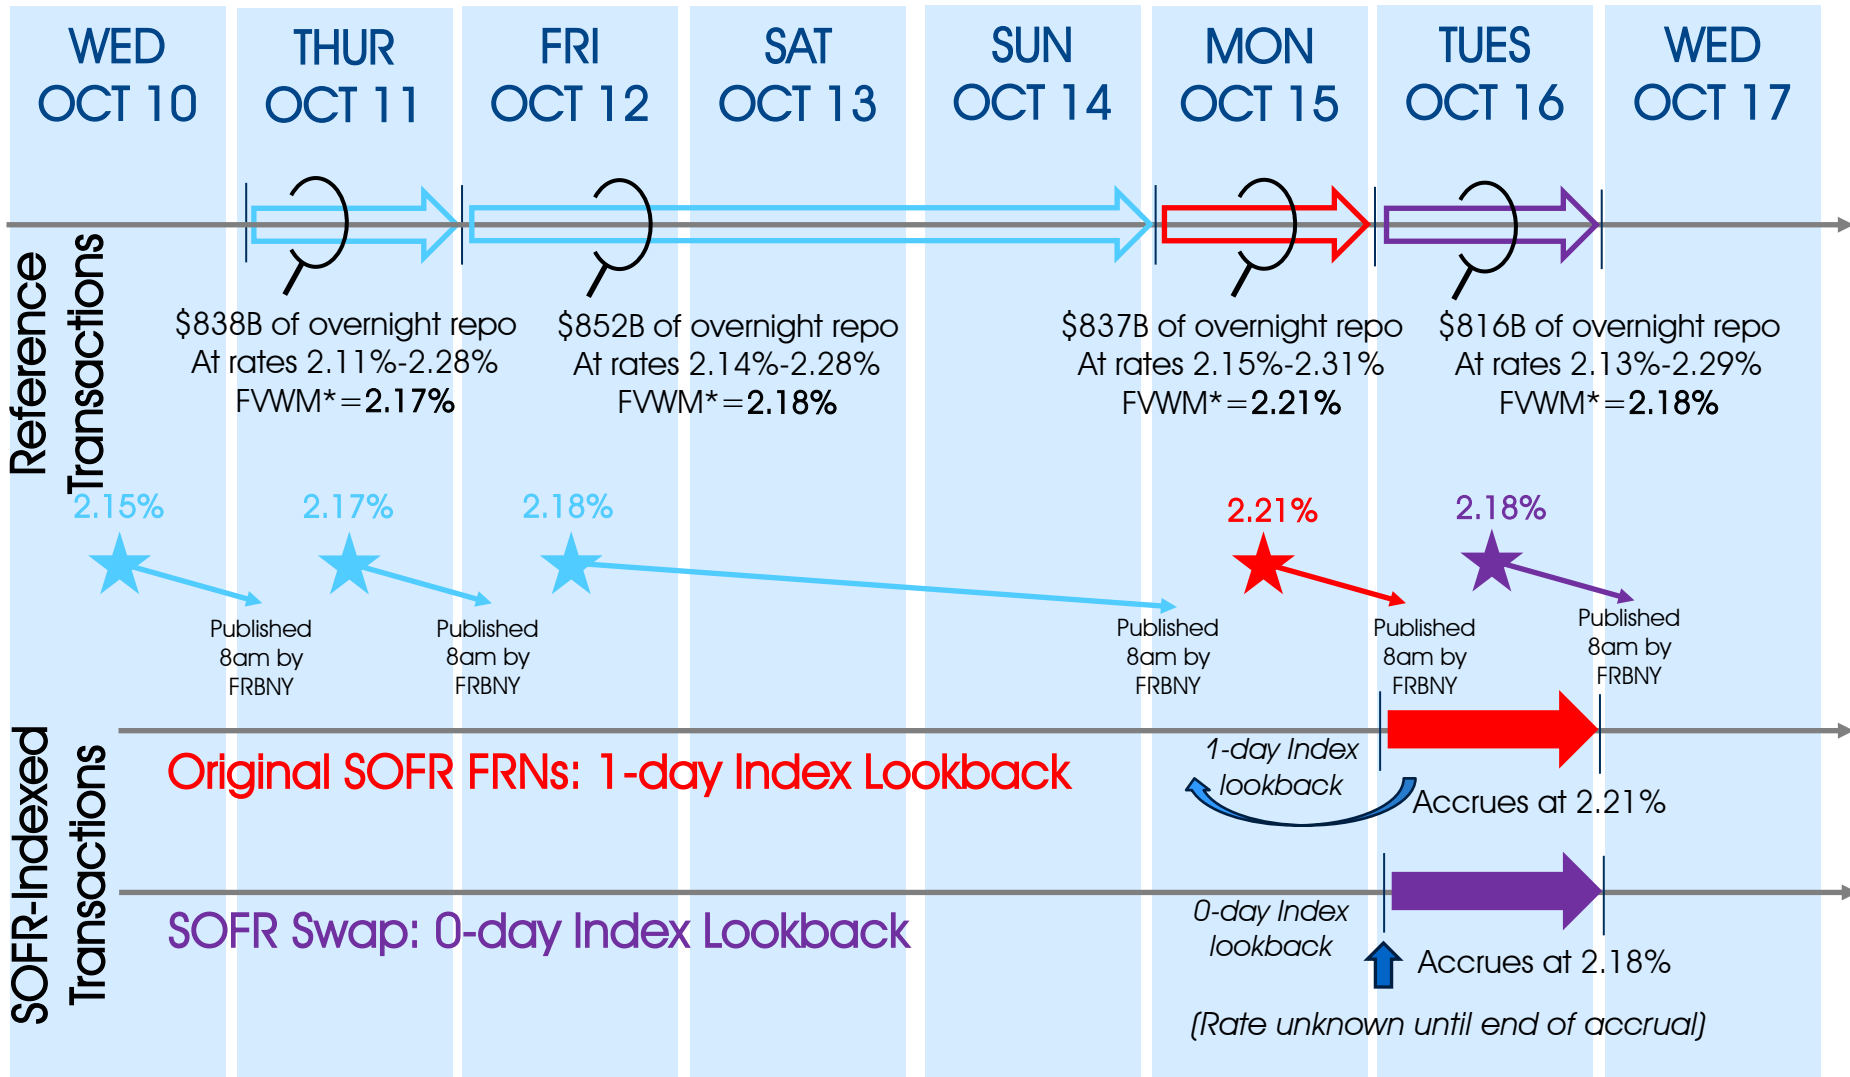 WED
OCT 10
THUR
OCT 11
FRI
OCT 12
SAT
OCT 13
SUN
OCT 14
MON
OCT 15
TUES
OCT 16
WED
OCT 17
Reference
Transactions
$838B of overnight repo
At rates 2.11%-2.28%
FVWM*=2.17%
$852B of overnight repo
At rates 2.14%-2.28%
FVWM*=2.18%
$837B of overnight repo
At rates 2.15%-2.31%
FVWM*=2.21%
$816B of overnight repo
At rates 2.13%-2.29%
FVWM*=2.18%
2.15%
2.17%
2.18%
2.21%
2.18%
Published
8am by
FRBNY
Published
8am by
FRBNY
Published
8am by
FRBNY
Published
8am by
FRBNY
Published
8am by
FRBNY
SOFR-Indexed
Transactions
Original SOFR FRNs: 1-day Index Lookback
1-day Index
lookback
Accrues at 2.21%
SOFR Swap: 0-day Index Lookback
0-day Index
lookback
Accrues at 2.18%
(Rate unknown until end of accrual)